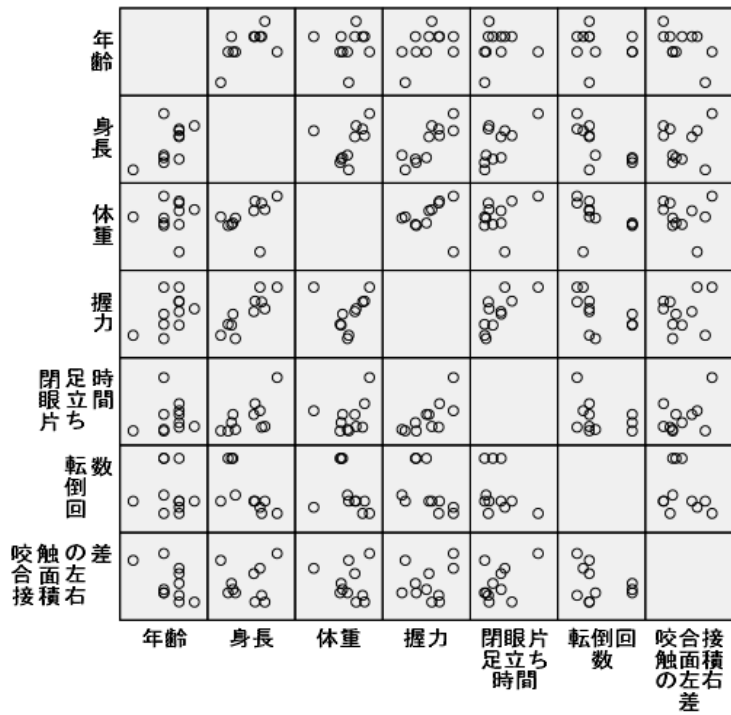 年齢
身長
体重
握力
閉眼片
足立ち
時間
転倒回
数
咬合接
触面積
の左右
差
年齢
身長
体重
握力
閉眼片
足立ち
時間
転倒回
数
咬合接
触面積
の左右
差